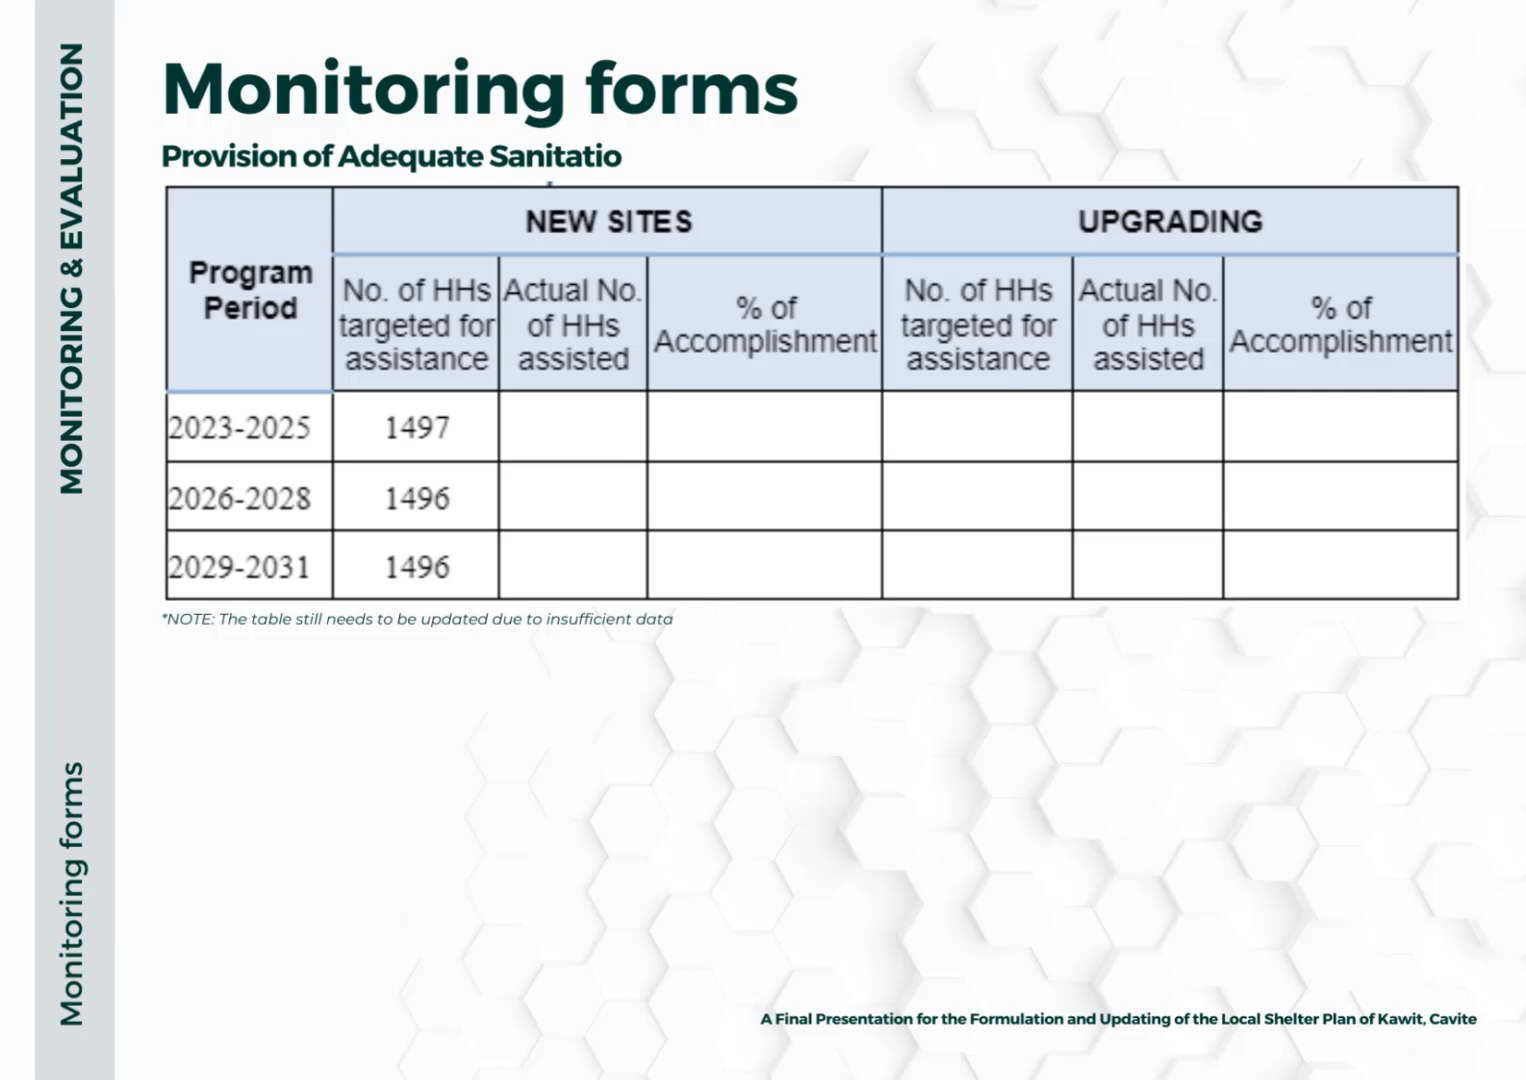 MONITORING & EVALUATION
Monitoring forms
Monitoring forms
Provision of Adequate Sanitatio
Program Period NEW SITES UPGRADING
No. of HHs targeted for assistance Actual No. of HHs assisted % of Accomplishment No. of HHs targeted for assistance Actual No. of HHs assisted % of Accomplishment
2023-2025 1497
2026-2028 1496
2029-2031 1496
*NOTE: The table still needs to be updated due to insufficient data
A Final Presentation for the Formulation and Updating of the Local Shelter Plan of Kawit, Cavite